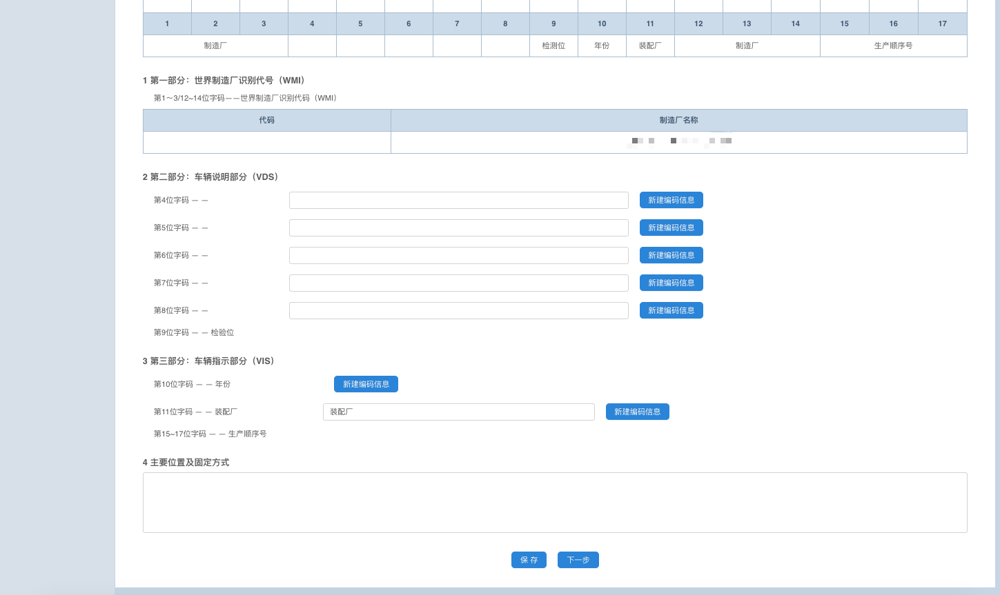 1 2 3 4 5 6 7 8 9 10 11 12 13 14 15 16 17
制造厂 检测位 年份 装配厂 制造厂 生产顺序号
1 第一部分：世界制造厂识别代号（WMI）
第1～3/12~14位字码——世界制造厂识别代码（WMI）
代码 制造厂名称
2 第二部分：车辆说明部分（VDS）
第4位字码 — — 新建编码信息
第5位字码 — — 新建编码信息
第6位字码 — — 新建编码信息
第7位字码 — — 新建编码信息
第8位字码 — — 新建编码信息
第9位字码 — — 检验位
3 第三部分：车辆指示部分（VIS）
第10位字码 — — 年份 新建编码信息
第11位字码 — — 装配厂 装配厂 新建编码信息
第15~17位字码 — — 生产顺序号
4 主要位置及固定方式
保 存 下一步